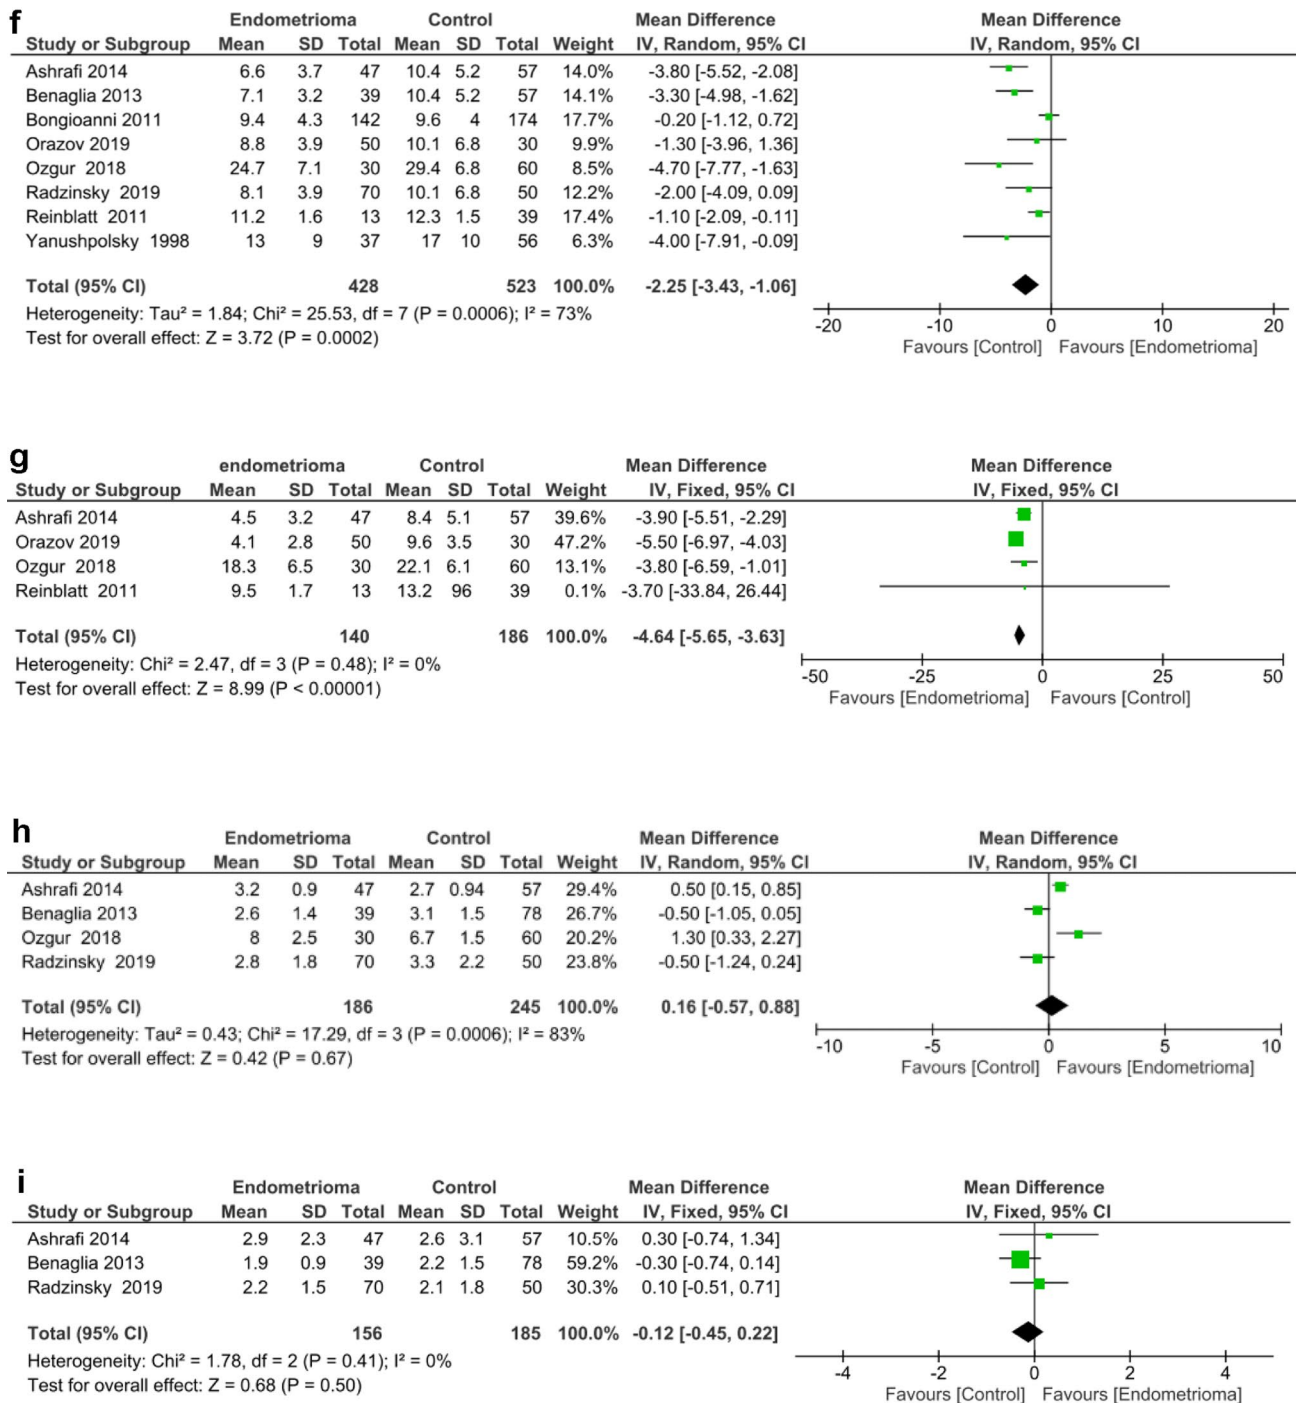 f
Endometrioma Control Mean Difference Mean Difference
Study or Subgroup Mean SD Total Mean SD Total Weight IV, Random, 95% CI IV, Random, 95% CI
Ashrafi 2014 6.6 3.7 47 10.4 5.2 57 14.0% -3.80 [-5.52, -2.08]
Benaglia 2013 7.1 3.2 39 10.4 5.2 57 14.1% -3.30 [-4.98, -1.62]
Bongioanni 2011 9.4 4.3 142 9.6 4 174 17.7% -0.20 [-1.12, 0.72]
Orazov 2019 8.8 3.9 50 10.1 6.8 30 9.9% -1.30 [-3.96, 1.36]
Ozgur 2018 24.7 7.1 30 29.4 6.8 60 8.5% -4.70 [-7.77, -1.63]
Radzinsky 2019 8.1 3.9 70 10.1 6.8 50 12.2% -2.00 [-4.09, 0.09]
Reinblatt 2011 11.2 1.6 13 12.3 1.5 39 17.4% -1.10 [-2.09, -0.11]
Yanushpolsky 1998 13 9 37 17 10 56 6.3% -4.00 [-7.91, -0.09]
Total (95% CI) 428 523 100.0% -2.25 [-3.43, -1.06]
Heterogeneity: Tau² = 1.84; Chi² = 25.53, df = 7 (P = 0.0006); I² = 73%
Test for overall effect: Z = 3.72 (P = 0.0002)
-20 -10 0 10 20
Favours [Control] Favours [Endometrioma]
g
endometrioma Control Mean Difference Mean Difference
Study or Subgroup Mean SD Total Mean SD Total Weight IV, Fixed, 95% CI IV, Fixed, 95% CI
Ashrafi 2014 4.5 3.2 47 8.4 5.1 57 39.6% -3.90 [-5.51, -2.29]
Orazov 2019 4.1 2.8 50 9.6 3.5 30 47.2% -5.50 [-6.97, -4.03]
Ozgur 2018 18.3 6.5 30 22.1 6.1 60 13.1% -3.80 [-6.59, -1.01]
Reinblatt 2011 9.5 1.7 13 13.2 96 39 0.1% -3.70 [-33.84, 26.44]
Total (95% CI) 140 186 100.0% -4.64 [-5.65, -3.63]
Heterogeneity: Chi² = 2.47, df = 3 (P = 0.48); I² = 0%
Test for overall effect: Z = 8.99 (P < 0.00001)
-50 -25 0 25 50
Favours [Endometrioma] Favours [Control]
h
Endometrioma Control Mean Difference Mean Difference
Study or Subgroup Mean SD Total Mean SD Total Weight IV, Random, 95% CI IV, Random, 95% CI
Ashrafi 2014 3.2 0.9 47 2.7 0.94 57 29.4% 0.50 [0.15, 0.85]
Benaglia 2013 2.6 1.4 39 3.1 1.5 78 26.7% -0.50 [-1.05, 0.05]
Ozgur 2018 8 2.5 30 6.7 1.5 60 20.2% 1.30 [0.33, 2.27]
Radzinsky 2019 2.8 1.8 70 3.3 2.2 50 23.8% -0.50 [-1.24, 0.24]
Total (95% CI) 186 245 100.0% 0.16 [-0.57, 0.88]
Heterogeneity: Tau² = 0.43; Chi² = 17.29, df = 3 (P = 0.0006); I² = 83%
Test for overall effect: Z = 0.42 (P = 0.67)
-10 -5 0 5 10
Favours [Control] Favours [Endometrioma]
i
Endometrioma Control Mean Difference Mean Difference
Study or Subgroup Mean SD Total Mean SD Total Weight IV, Fixed, 95% CI IV, Fixed, 95% CI
Ashrafi 2014 2.9 2.3 47 2.6 3.1 57 10.5% 0.30 [-0.74, 1.34]
Benaglia 2013 1.9 0.9 39 2.2 1.5 78 59.2% -0.30 [-0.74, 0.14]
Radzinsky 2019 2.2 1.5 70 2.1 1.8 50 30.3% 0.10 [-0.51, 0.71]
Total (95% CI) 156 185 100.0% -0.12 [-0.45, 0.22]
Heterogeneity: Chi² = 1.78, df = 2 (P = 0.41); I² = 0%
Test for overall effect: Z = 0.68 (P = 0.50)
-4 -2 0 2 4
Favours [Control] Favours [Endometrioma]